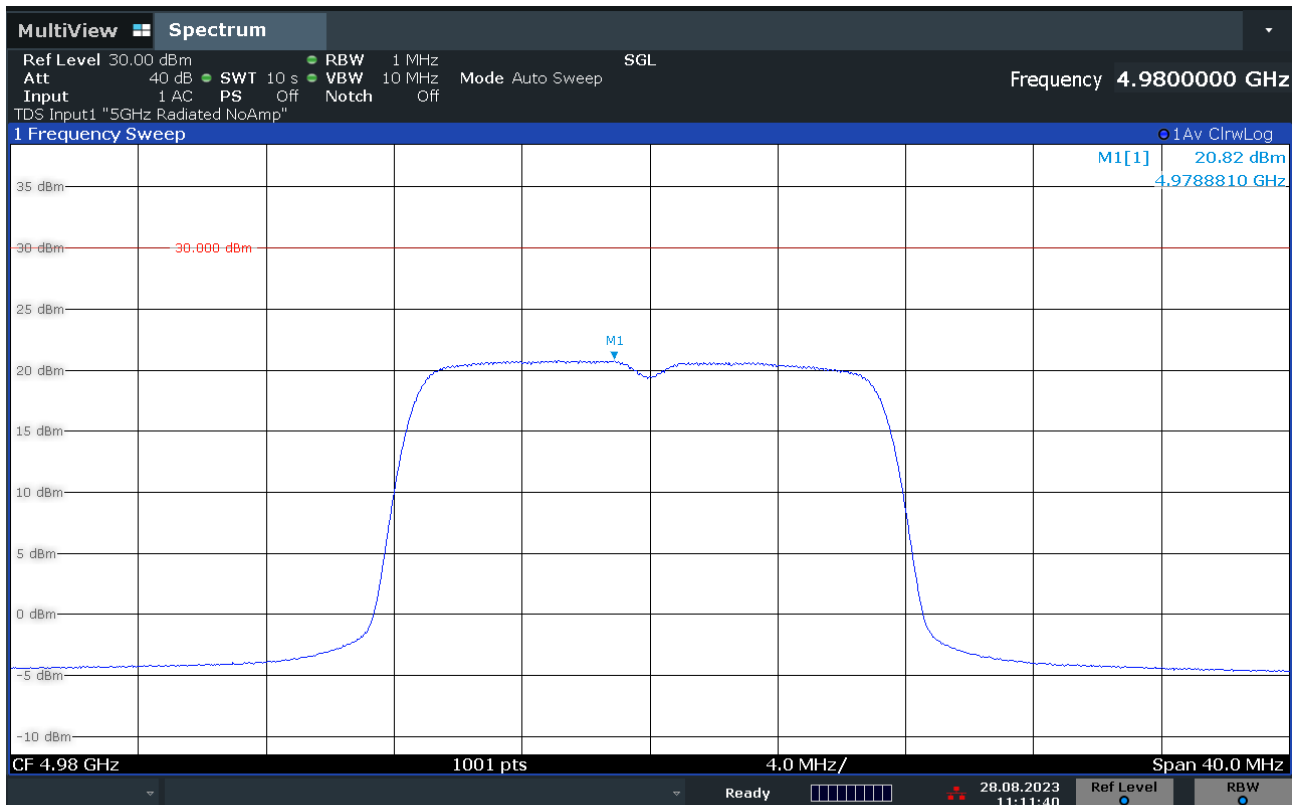 MultiView Spectrum
Ref Level 30.00 dBm RBW 1 MHz SGL
Att 40 dB SWT 10 s VBW 10 MHz Mode Auto Sweep Frequency 4.9800000 GHz
Input 1 AC PS Off Notch Off
TDS Input1 "5GHz Radiated NoAmp"
1 Frequency Sweep 1Av ClrwLog
M1[1] 20.82 dBm
4.9788810 GHz
35 dBm
30 dBm 30.000 dBm
25 dBm
M1
20 dBm
15 dBm
10 dBm
5 dBm
0 dBm
-5 dBm
-10 dBm
CF 4.98 GHz 1001 pts 4.0 MHz/ Span 40.0 MHz
Ready 28.08.2023 Ref Level RBW
11:11:40